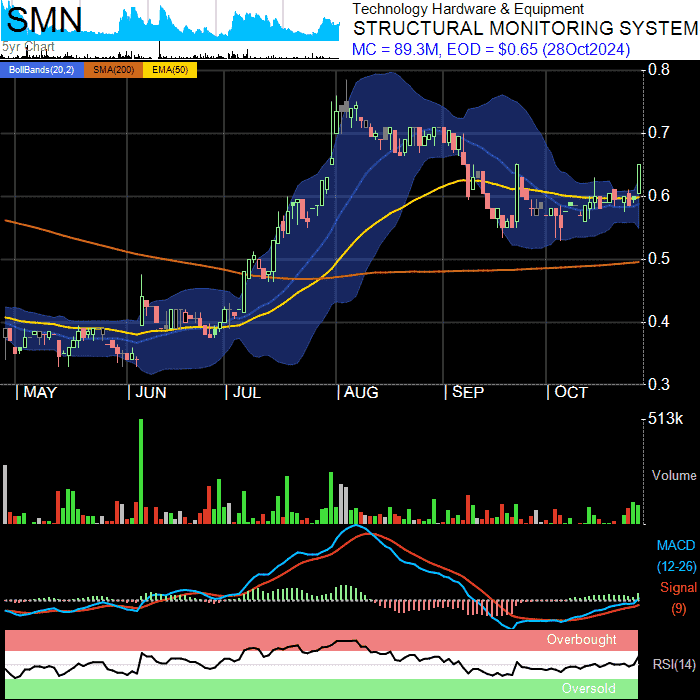 SMN
5yr Chart
Technology Hardware & Equipment
STRUCTURAL MONITORING SYSTEM
MC = 89.3M, EOD = $0.65 (28Oct2024)
BollBands(20,2) SMA(200) EMA(50)
0.8
0.7
0.6
0.5
0.4
0.3
MAY JUN JUL AUG SEP OCT
513k
Volume
MACD
(12-26)
Signal
(9)
Overbought
RSI(14)
Oversold